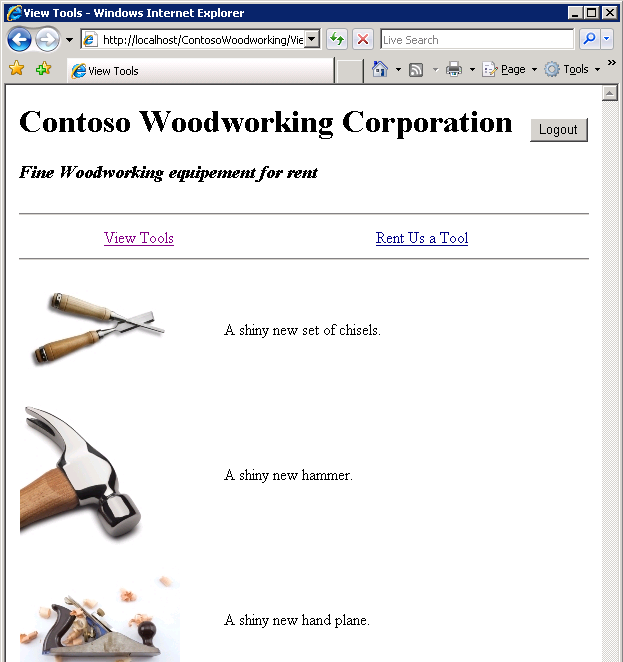 View Tools - Windows Internet Explorer
http://localhost/ContosoWoodworking/Vie
Live Search
View Tools
Page
Tools
Contoso Woodworking Corporation
Logout
Fine Woodworking equipement for rent
View Tools
Rent Us a Tool
A shiny new set of chisels.
A shiny new hammer.
A shiny new hand plane.